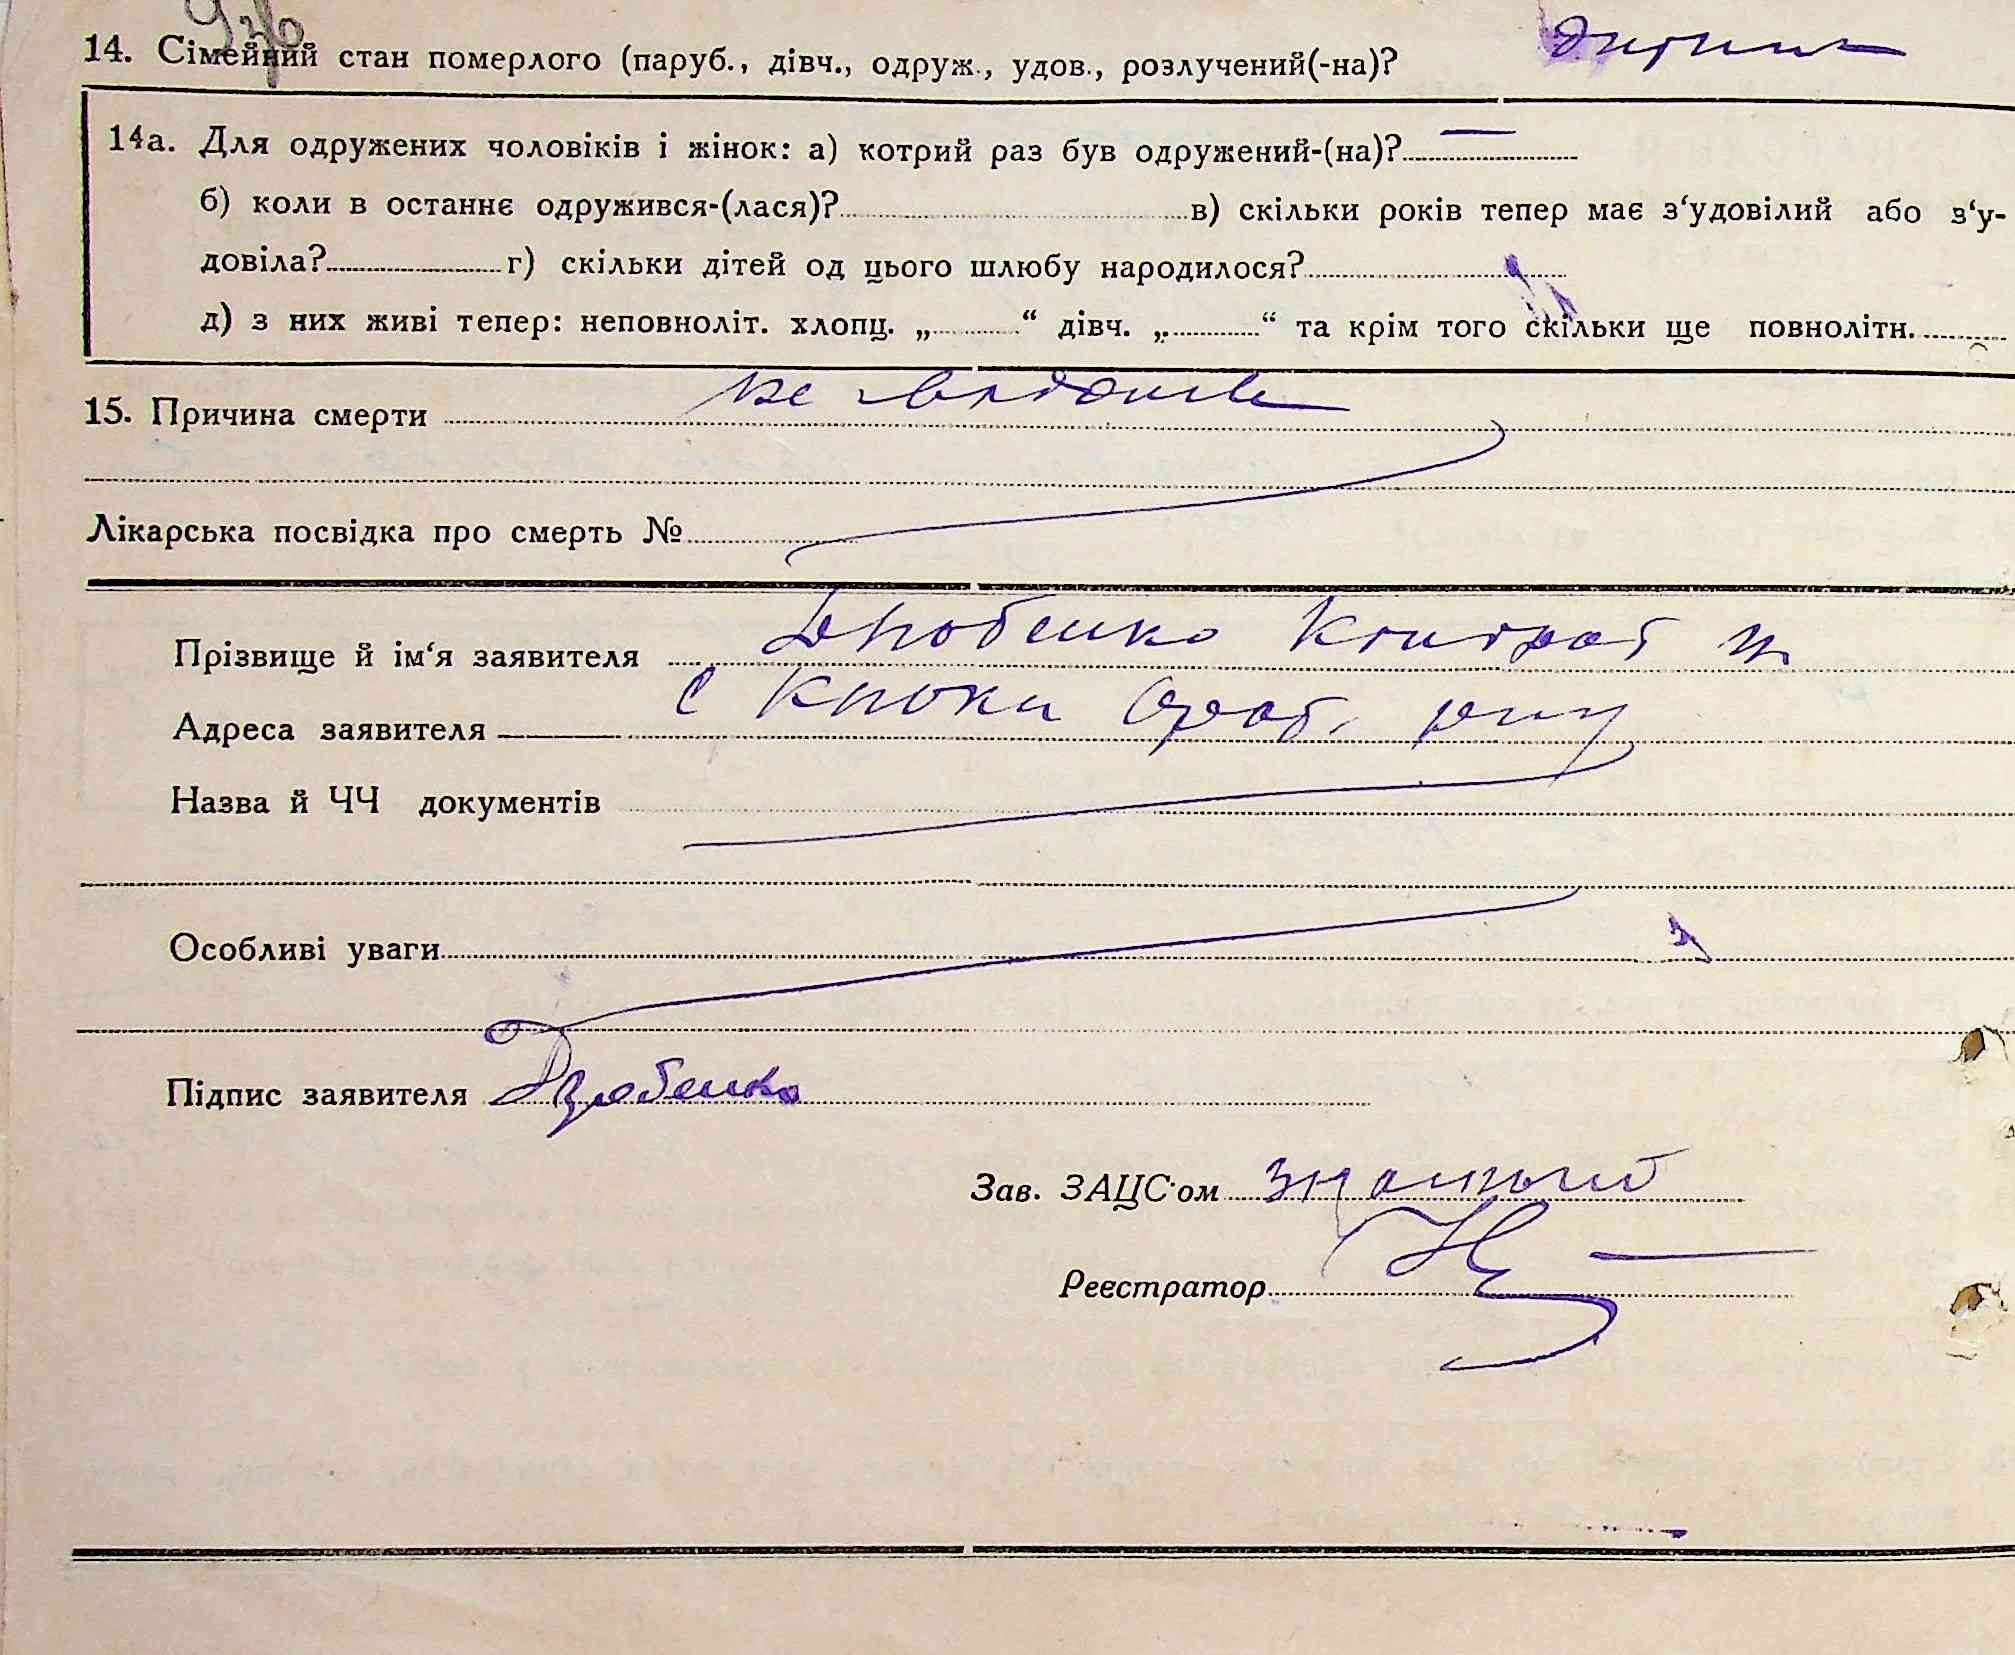 14. Сімейний стан померлого (паруб., дівч., одруж., удов., розлучений(-на)? дитина
14а. Для одружених чоловіків і жінок: а) котрий раз був одружений-(на)? —
б) коли в останнє одружився-(лася)? в) скільки років тепер має з‘удовілий або з‘у-
довіла? г) скільки дітей од цього шлюбу народилося?
д) з них живі тепер: неповноліт. хлопц. „ “ дівч. „ “ та крім того скільки ще повнолітн.
15. Причина смерти не
Лікарська посвідка про смерть №
Прізвище й ім‘я заявителя Дробенко Кіндрат
Адреса заявителя с
Назва й ЧЧ документів
Особливі уваги
Підпис заявителя Дробенко
Зав. ЗАЦС‘ом
Реєстратор